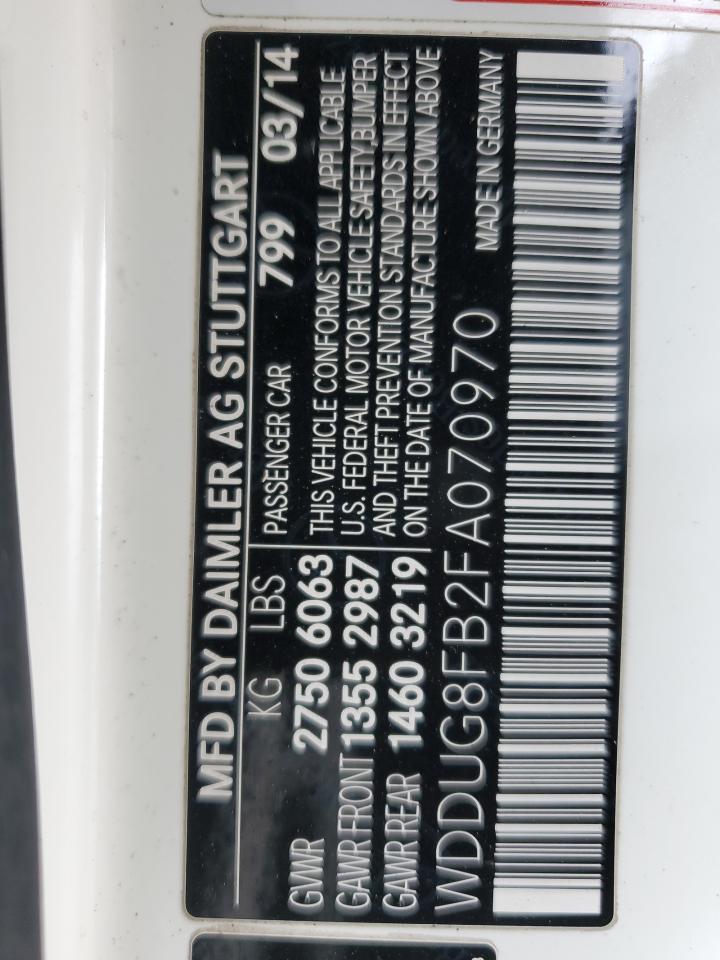 MFD BY DAIMLER AG STUTTGART
KG LBS PASSENGER CAR 799 03/14
GVWR 2750 6063
GAWR FRONT 1355 2987
GAWR REAR 1460 3219
THIS VEHICLE CONFORMS TO ALL APPLICABLE
U.S. FEDERAL MOTOR VEHICLE SAFETY, BUMPER
AND THEFT PREVENTION STANDARDS IN EFFECT
ON THE DATE OF MANUFACTURE SHOWN ABOVE
WDDUG8FB2FA070970 MADE IN GERMANY